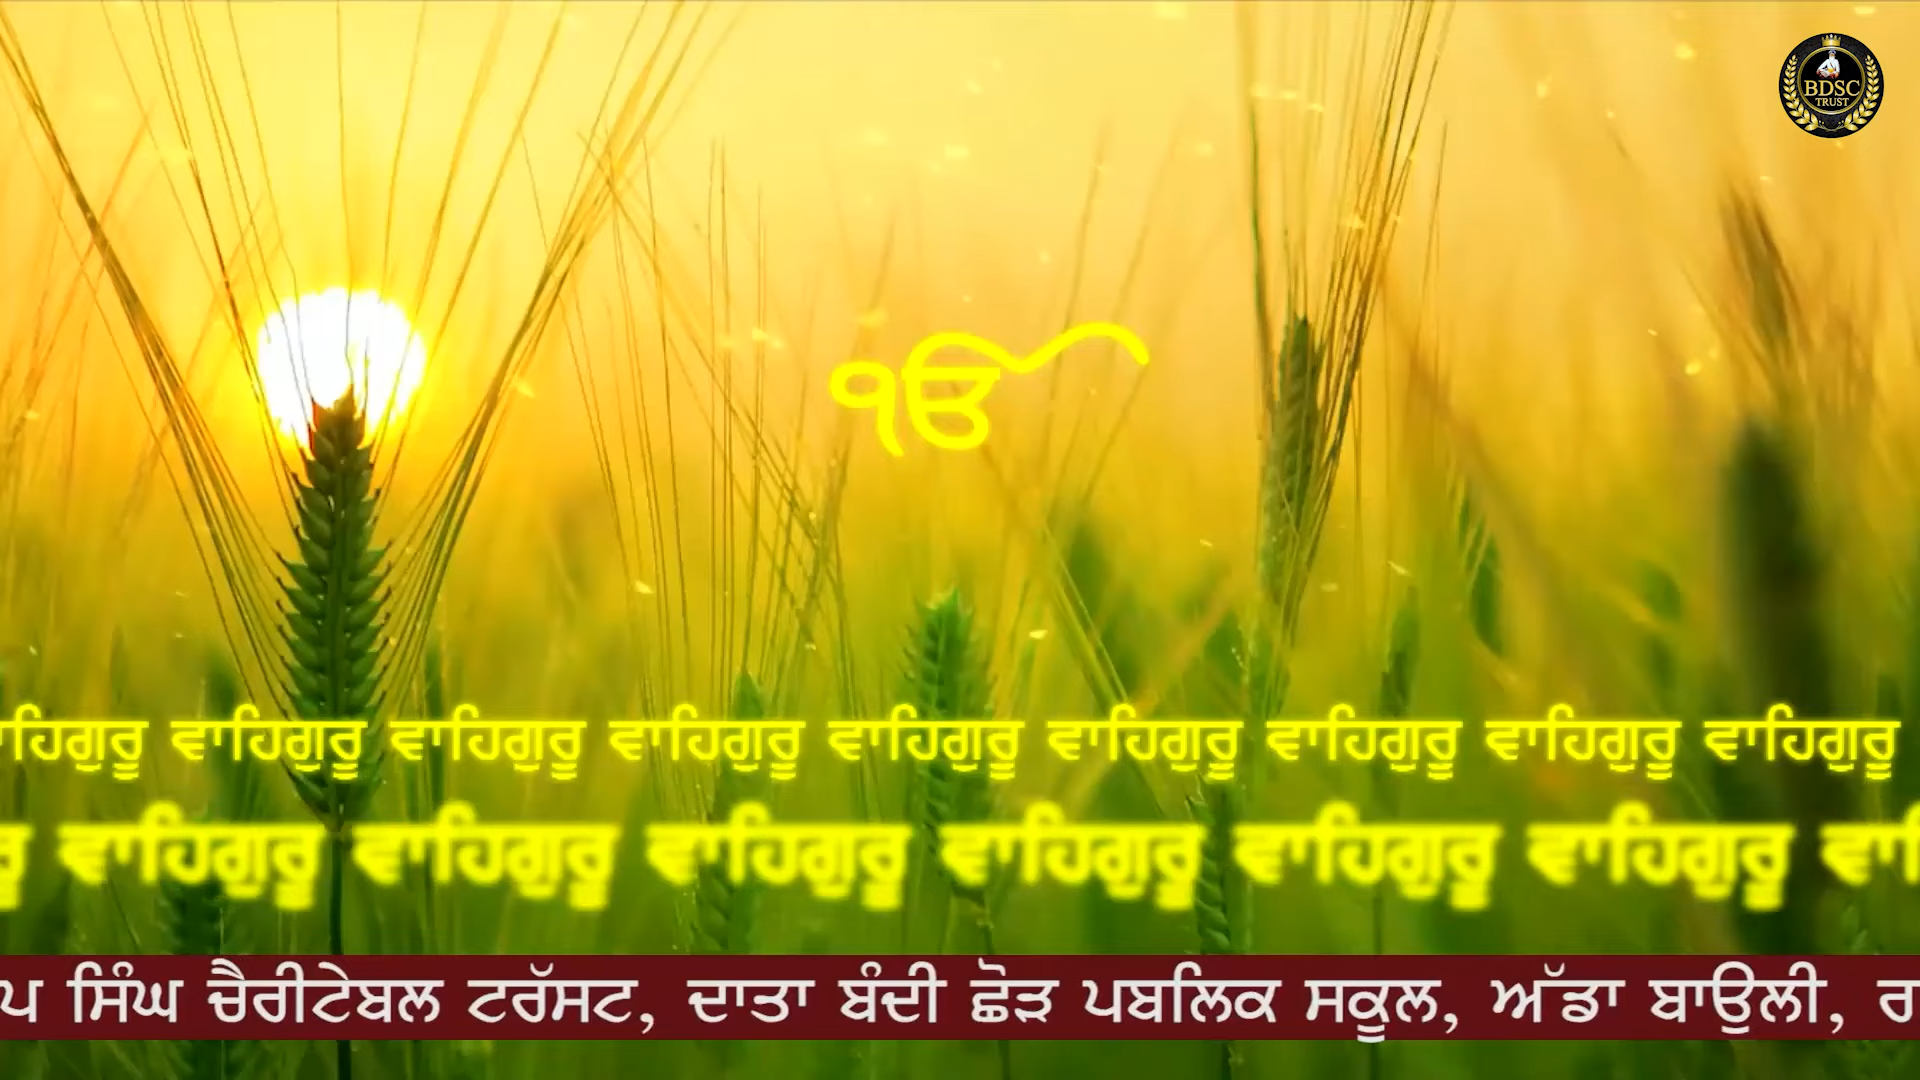 BDSC
TRUST
ੴ
ਵਾਹਿਗੁਰੂ ਵਾਹਿਗੁਰੂ ਵਾਹਿਗੁਰੂ ਵਾਹਿਗੁਰੂ ਵਾਹਿਗੁਰੂ ਵਾਹਿਗੁਰੂ ਵਾਹਿਗੁਰੂ ਵਾਹਿਗੁਰੂ
ਵਾਹਿਗੁਰੂ ਵਾਹਿਗੁਰੂ ਵਾਹਿਗੁਰੂ ਵਾਹਿਗੁਰੂ ਵਾਹਿਗੁਰੂ ਵਾਹਿਗੁਰੂ
ਸਿੰਘ ਚੈਰੀਟੇਬਲ ਟਰੱਸਟ, ਦਾਤਾ ਬੰਦੀ ਛੋੜ ਪਬਲਿਕ ਸਕੂਲ, ਅੱਡਾ ਬਾਉਲੀ,